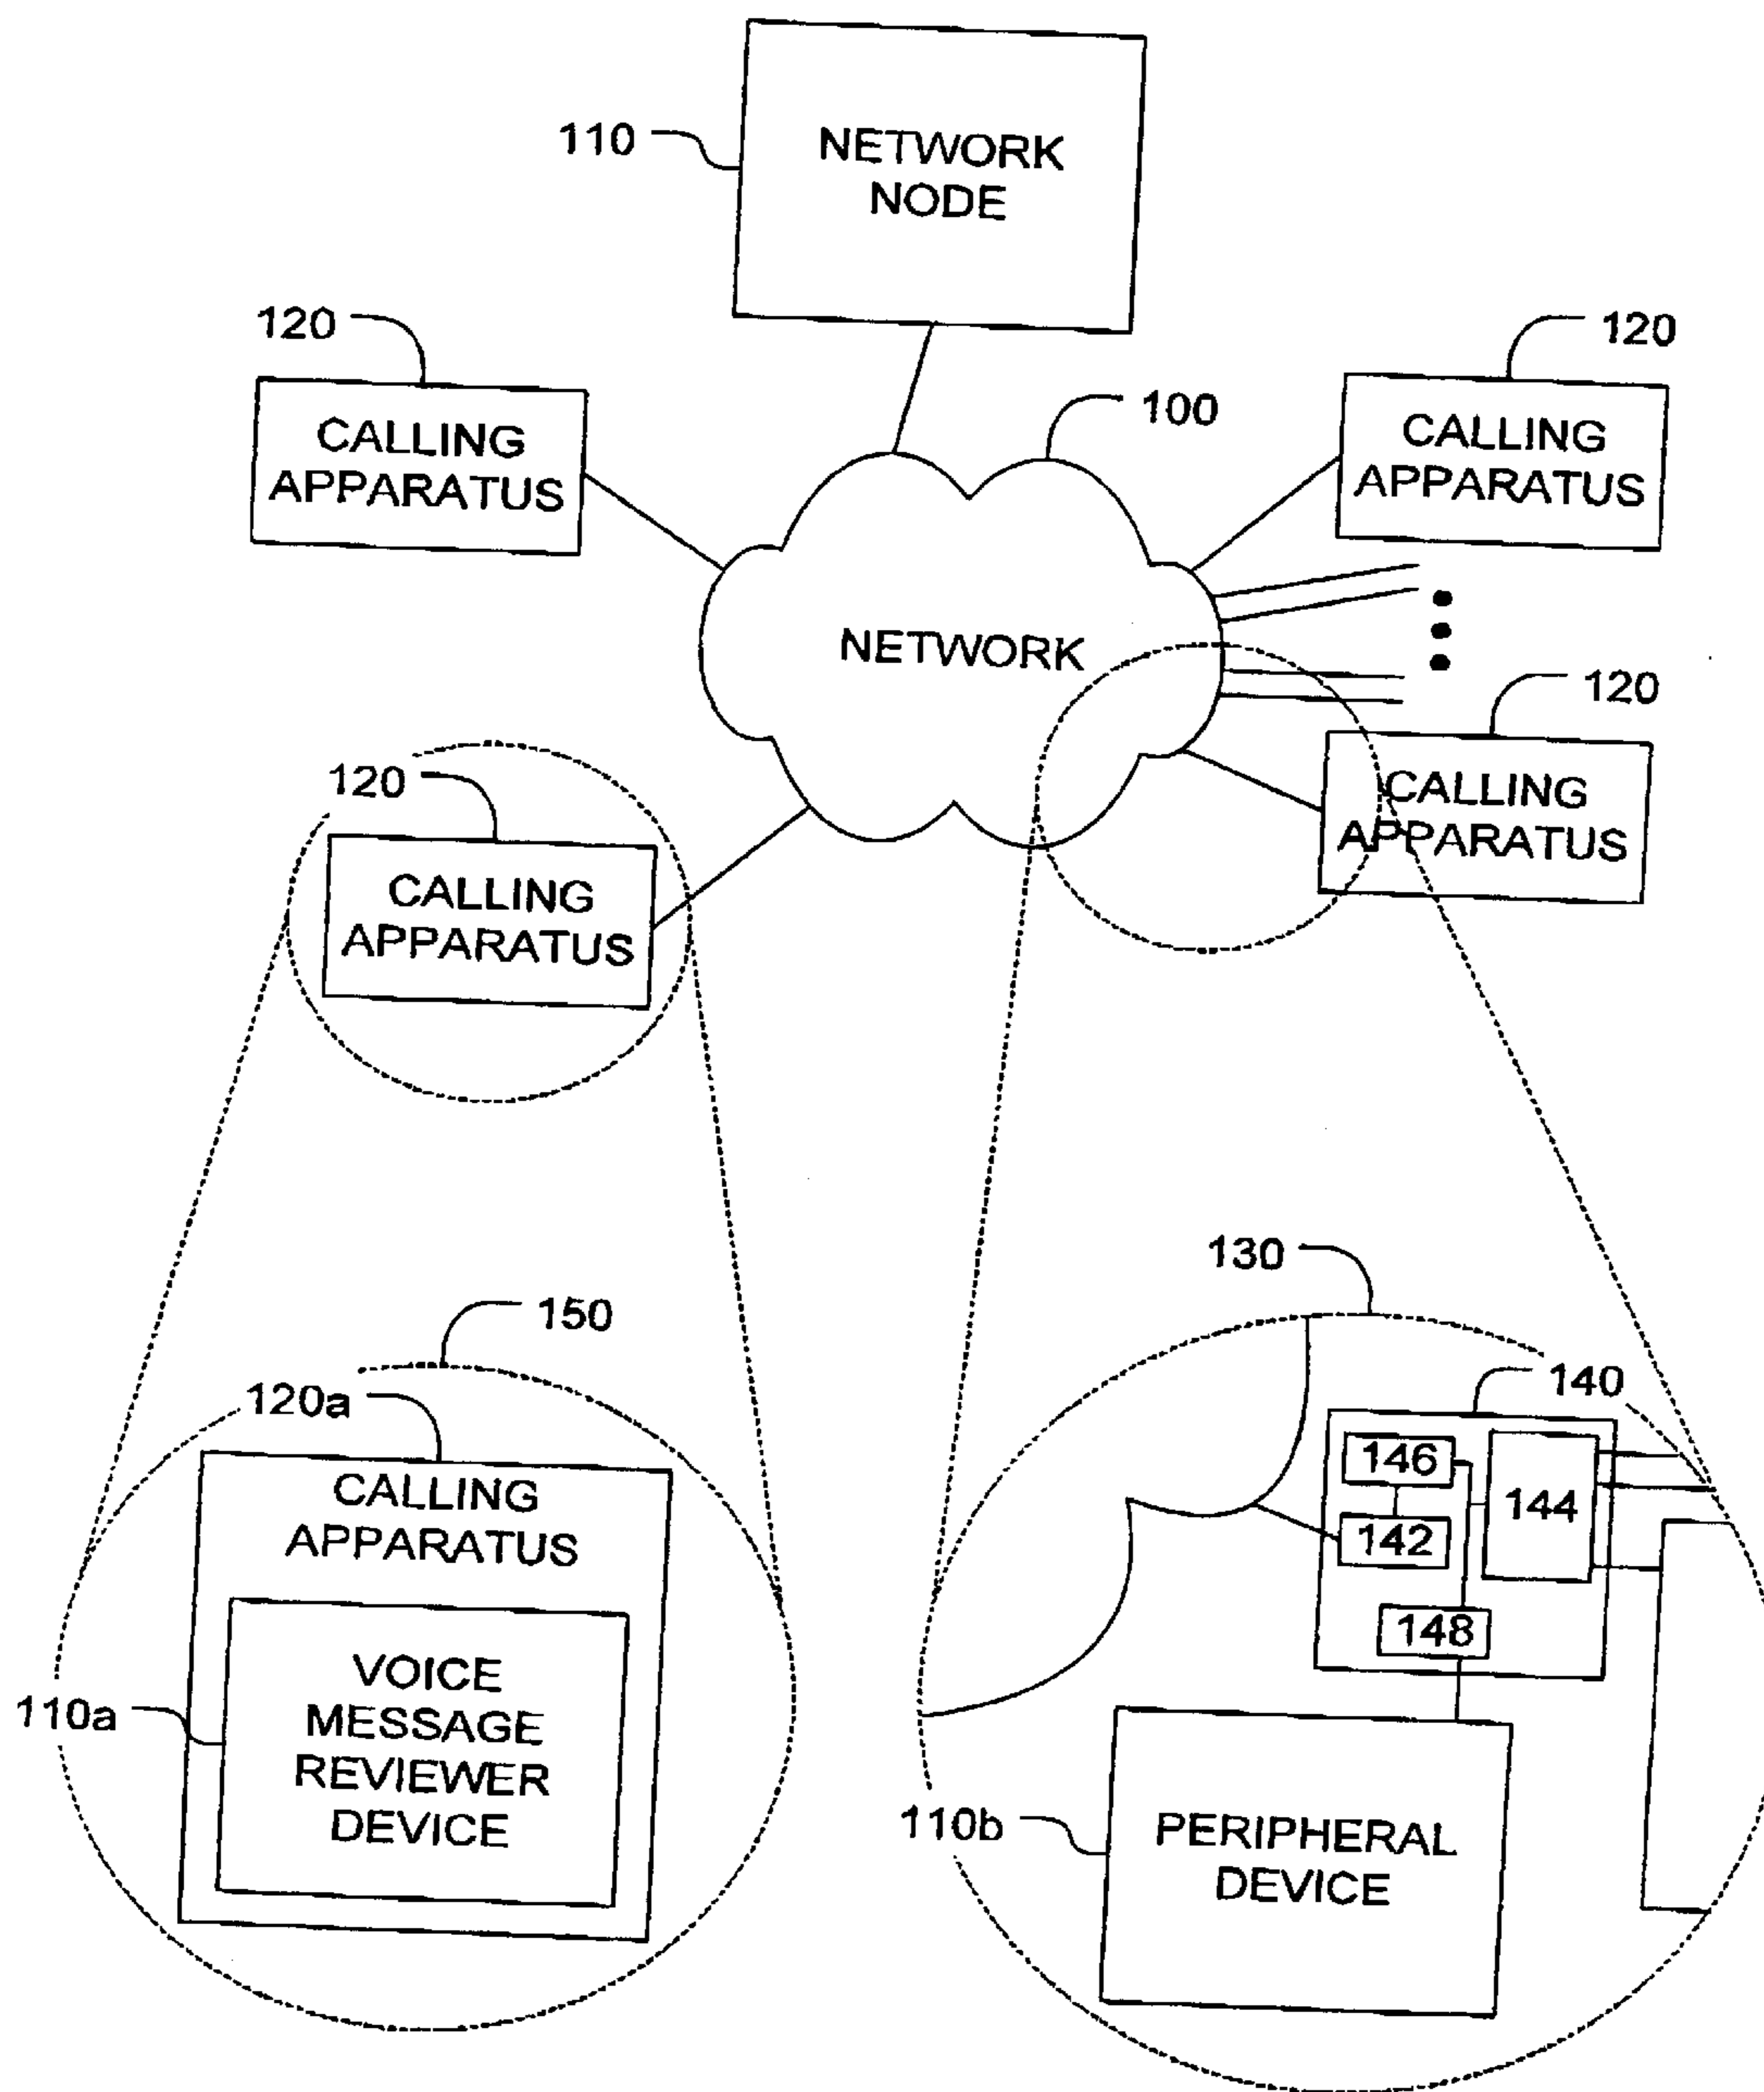 110
NETWORK
NODE
120
CALLING
APPARATUS
100
120
CALLING
APPARATUS
NETWORK
120
CALLING
APPARATUS
120
CALLING
APPARATUS
150
120a
CALLING
APPARATUS
110a
VOICE
MESSAGE
REVIEWER
DEVICE
130
140
146
144
142
148
110b
PERIPHERAL
DEVICE